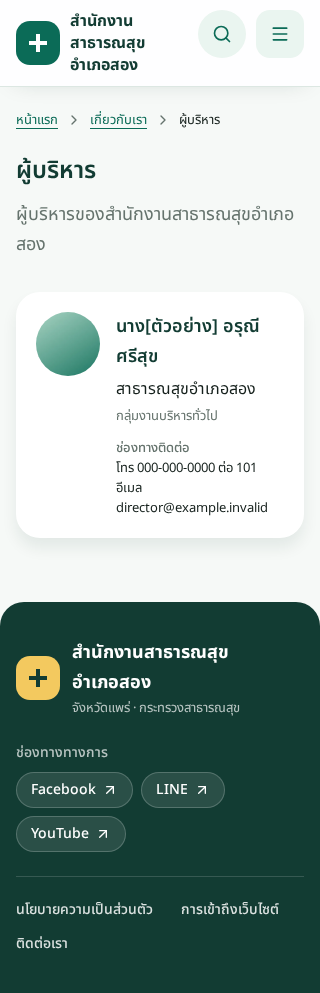 สำนักงาน
สาธารณสุข
อำเภอสอง
หน้าแรก > เกี่ยวกับเรา > ผู้บริหาร
ผู้บริหาร
ผู้บริหารของสำนักงานสาธารณสุขอำเภอ
สอง
นาง[ตัวอย่าง] อรุณี
ศรีสุข
สาธารณสุขอำเภอสอง
กลุ่มงานบริหารทั่วไป
ช่องทางติดต่อ
โทร 000-000-0000 ต่อ 101
อีเมล
director@example.invalid
สำนักงานสาธารณสุข
อำเภอสอง
จังหวัดแพร่ · กระทรวงสาธารณสุข
ช่องทางทางการ
Facebook LINE
YouTube
นโยบายความเป็นส่วนตัว การเข้าถึงเว็บไซต์
ติดต่อเรา